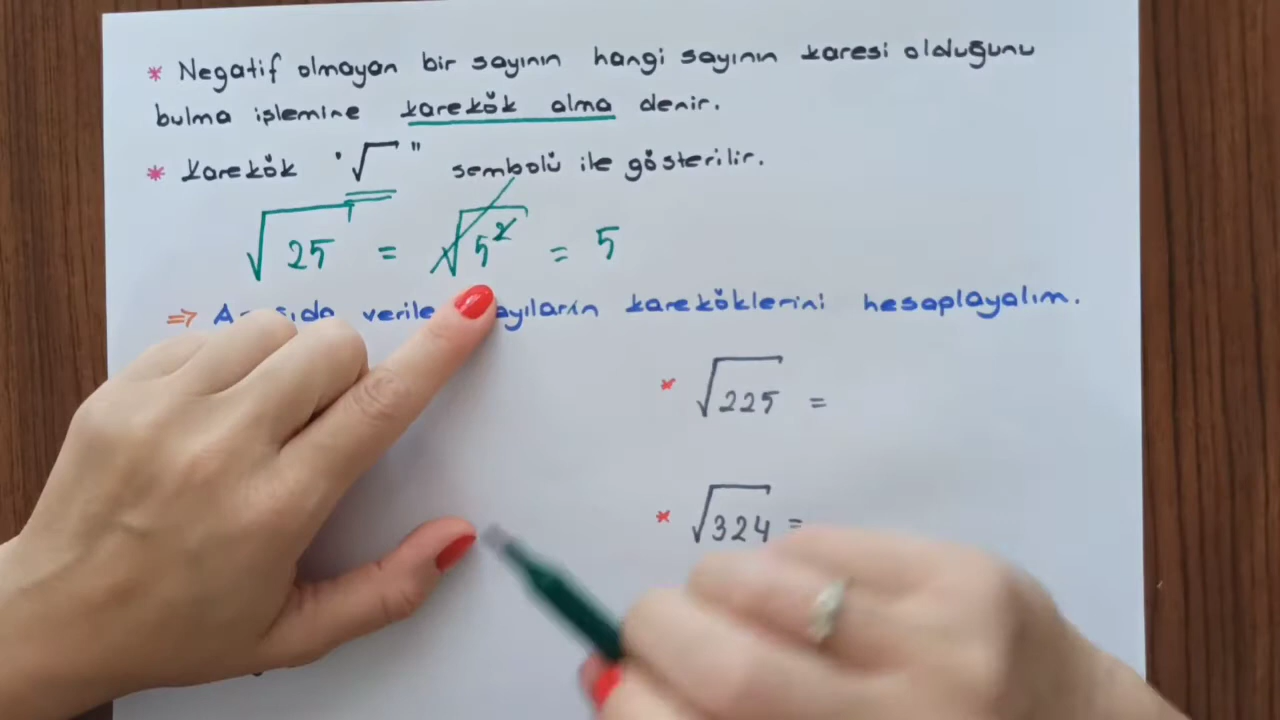 * Negatif olmayan bir sayının hangi sayının karesi olduğunu
bulma işlemine karekök alma denir.
* Karekök "√" sembolü ile gösterilir.
√25 = √5² = 5
⇒ verile ayıların kareköklerini hesaplayalım.
* √225 =
* √324 =